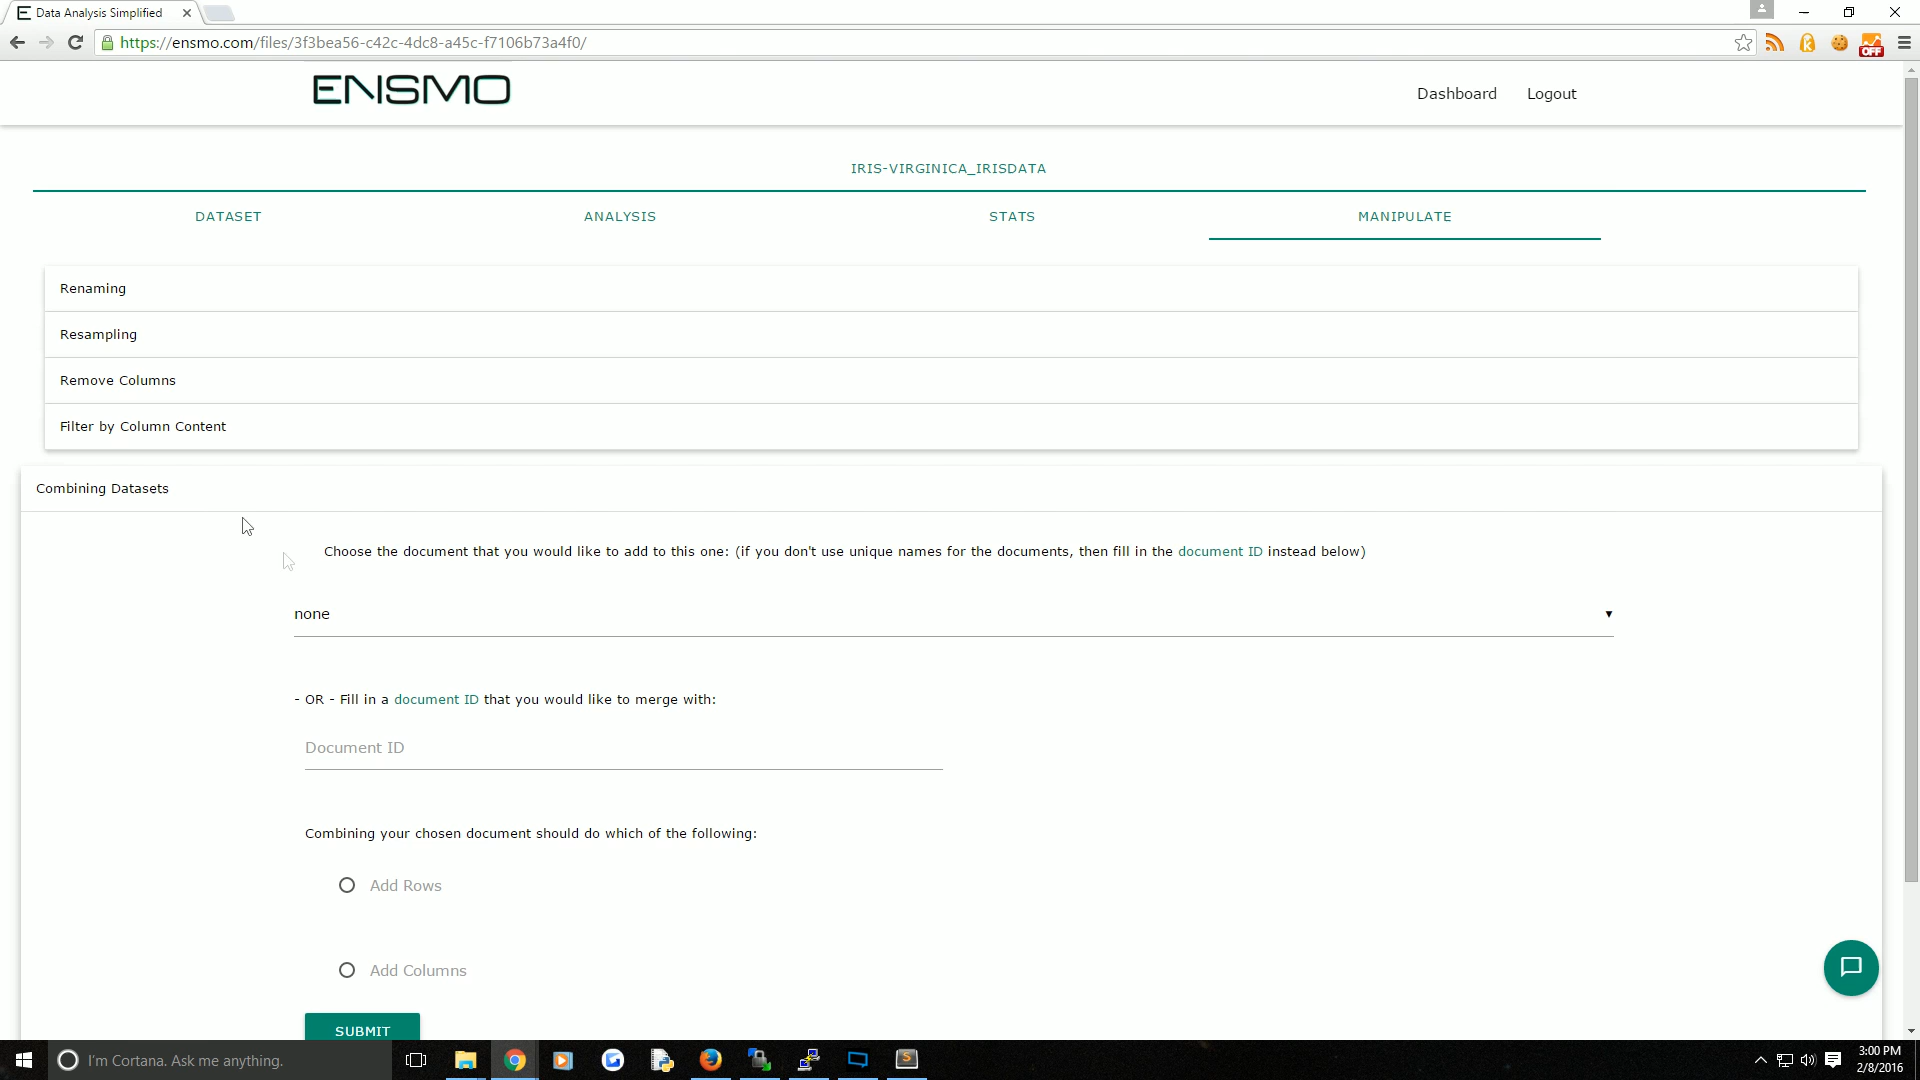 Data Analysis Simplified
https://ensmo.com/files/3f3bea56-c42c-4dc8-a45c-f7106b73a4f0/
OFF
ENSMO
Dashboard Logout
IRIS-VIRGINICA_IRISDATA
DATASET ANALYSIS STATS MANIPULATE
Renaming
Resampling
Remove Columns
Filter by Column Content
Combining Datasets
Choose the document that you would like to add to this one: (if you don't use unique names for the documents, then fill in the document ID instead below)
none
- OR - Fill in a document ID that you would like to merge with:
Document ID
Combining your chosen document should do which of the following:
Add Rows
Add Columns
SUBMIT
I'm Cortana. Ask me anything.
3:00 PM
2/8/2016